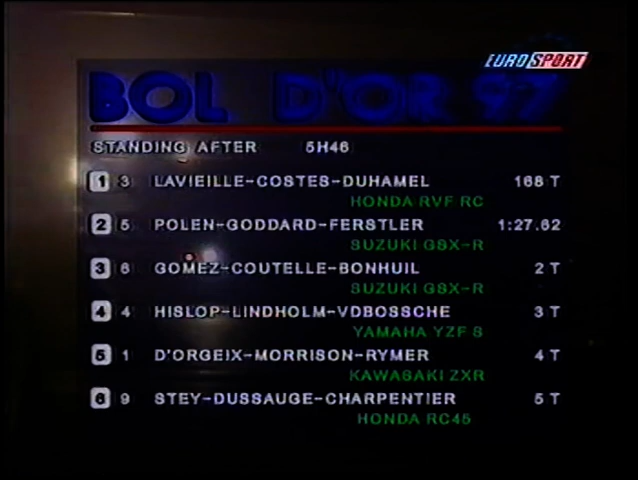 EUROSPORT
BOL D'OR 97
STANDING AFTER 5H46
1 3 LAVIEILLE-COSTES-DUHAMEL 168 T
HONDA RVF RC
2 5 POLEN-GODDARD-FERSTLER 1:27.62
SUZUKI GSX-R
3 6 GOMEZ-COUTELLE-BONHUIL 2 T
SUZUKI GSX-R
4 4 HISLOP-LINDHOLM-VDBOSSCHE 3 T
YAMAHA YZF S
5 1 D'ORGEIX-MORRISON-RYMER 4 T
KAWASAKI ZXR
6 9 STEY-DUSSAUGE-CHARPENTIER 5 T
HONDA RC45